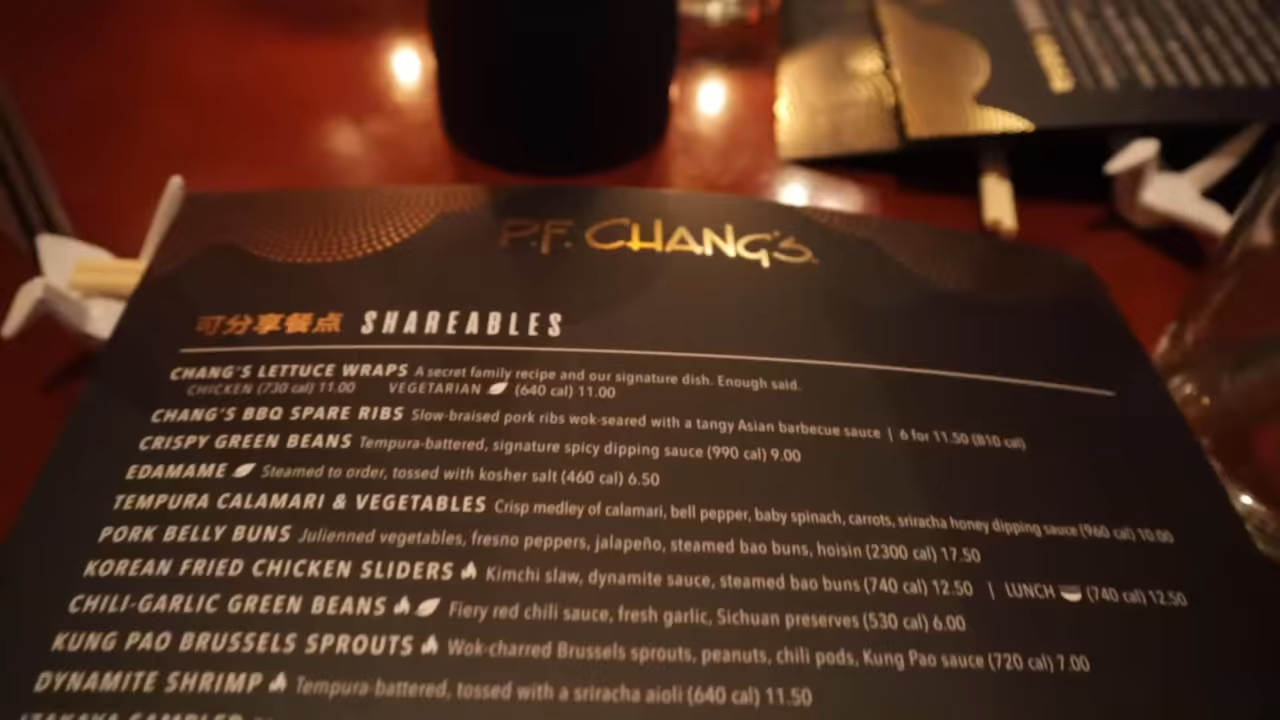 P.F. CHANG'S
可分享餐点 SHAREABLES
CHANG'S LETTUCE WRAPS A secret family recipe and our signature dish. Enough said.
CHICKEN (730 cal) 11.00 VEGETARIAN (640 cal) 11.00
CHANG'S BBQ SPARE RIBS Slow-braised pork ribs wok-seared with a tangy Asian barbecue sauce | 6 for 11.50 (810 cal)
CRISPY GREEN BEANS Tempura-battered, signature spicy dipping sauce (990 cal) 9.00
EDAMAME Steamed to order, tossed with kosher salt (460 cal) 6.50
TEMPURA CALAMARI & VEGETABLES Crisp medley of calamari, bell pepper, baby spinach, carrots, sriracha honey dipping sauce (960 cal) 10.00
PORK BELLY BUNS Julienned vegetables, fresno peppers, jalapeño, steamed bao buns, hoisin (2300 cal) 17.50
KOREAN FRIED CHICKEN SLIDERS Kimchi slaw, dynamite sauce, steamed bao buns (740 cal) 12.50 | LUNCH (740 cal) 12.50
CHILI-GARLIC GREEN BEANS Fiery red chili sauce, fresh garlic, Sichuan preserves (530 cal) 6.00
KUNG PAO BRUSSELS SPROUTS Wok-charred Brussels sprouts, peanuts, chili pods, Kung Pao sauce (720 cal) 7.00
DYNAMITE SHRIMP Tempura-battered, tossed with a sriracha aioli (640 cal) 11.50
IZAKAYA SAMPLER